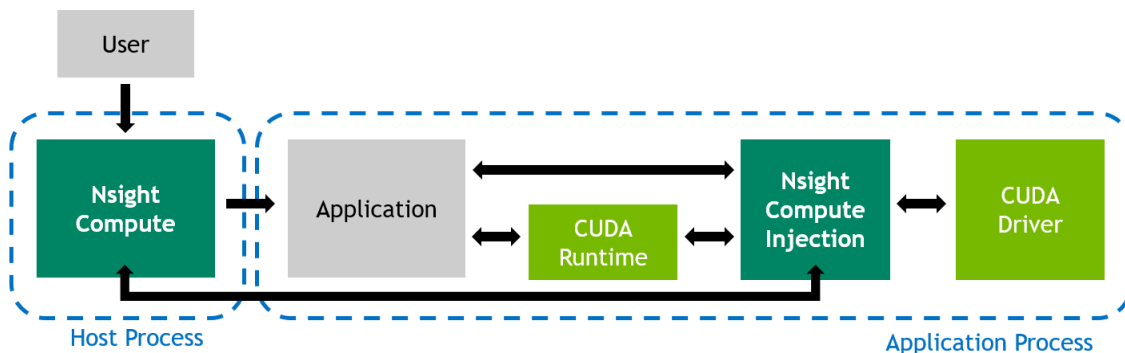 User
Nsight
Compute
Application
CUDA
Runtime
Nsight
Compute
Injection
CUDA
Driver
Host Process
Application Process